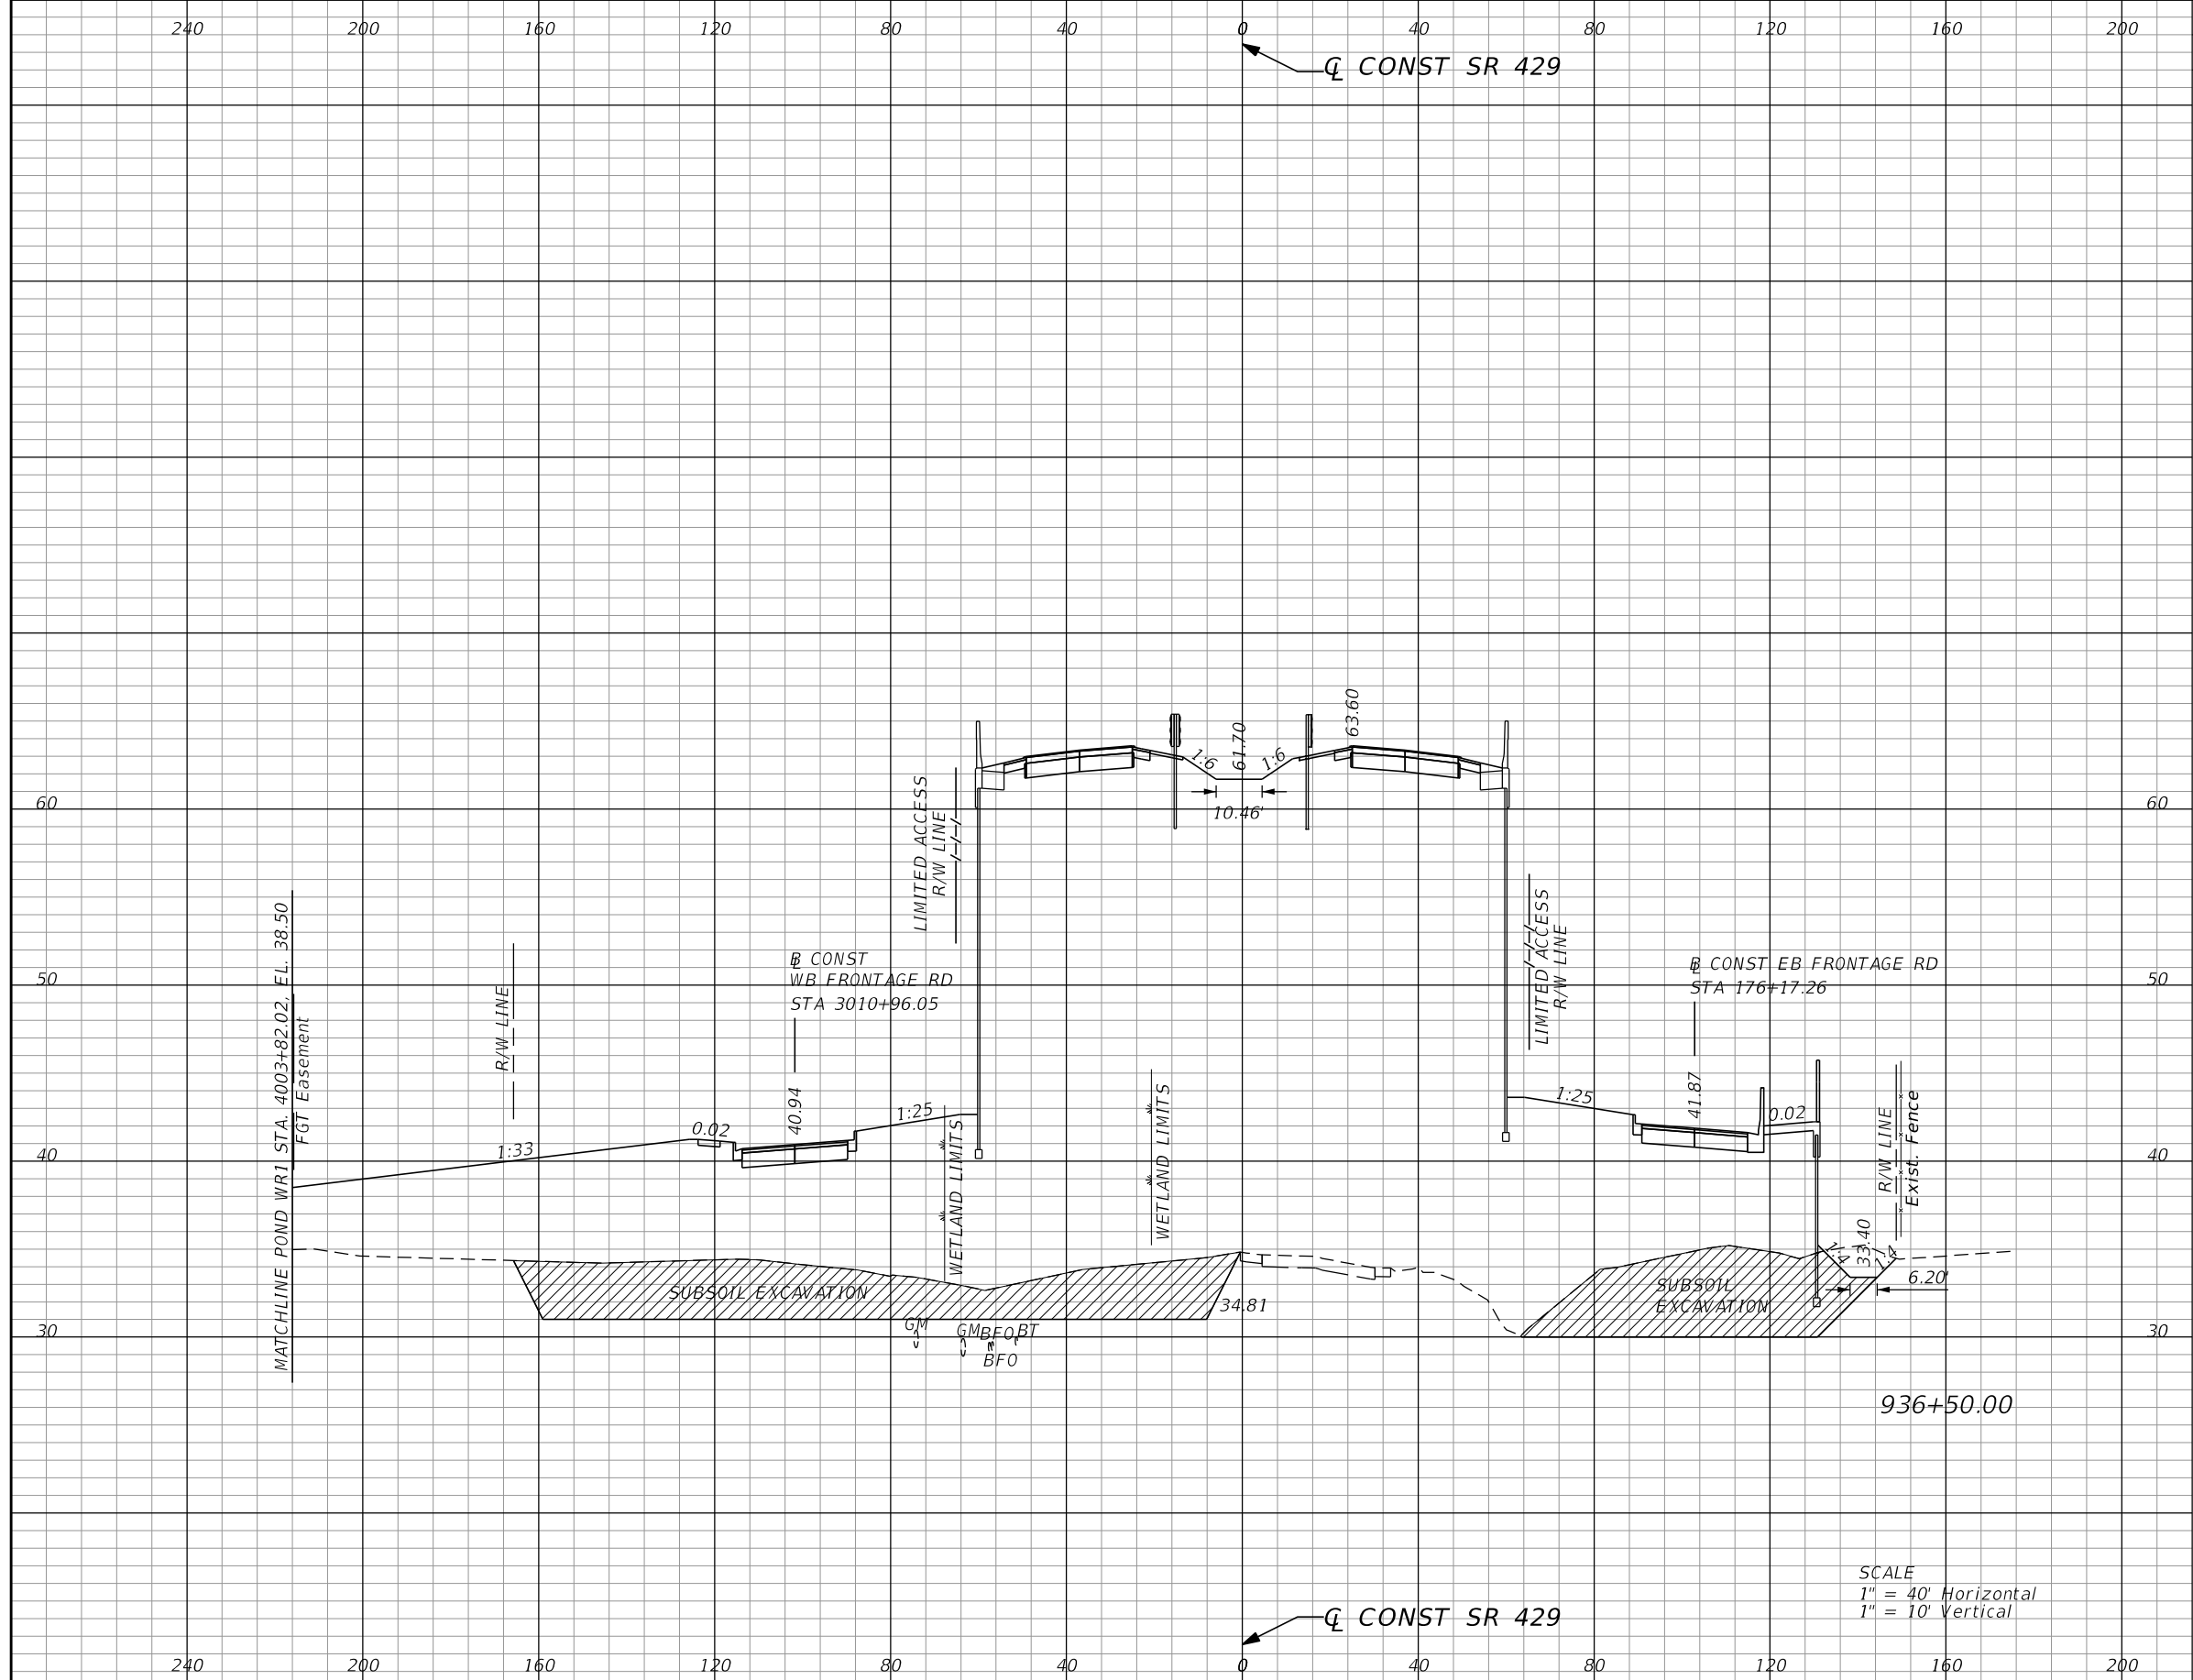 240 200 160 120 80 40 0 40 80 120 160 200
℄ CONST SR 429
63.60
61.70
1:6
1:6
10.46'
60
60
LIMITED ACCESS
R/W LINE
LIMITED ACCESS
R/W LINE
MATCHLINE POND WR1 STA. 4003+82.02, EL. 38.50
FGT Easement
R/W LINE
50
50
B̵L CONST
WB FRONTAGE RD
STA 3010+96.05
B̵L CONST EB FRONTAGE RD
STA 176+17.26
40.94
41.87
1:25
1:25
0.02
0.02
1:33
40
40
WETLAND LIMITS
WETLAND LIMITS
R/W LINE
Exist. Fence
33.40
1:4
1:4
6.20'
SUBSOIL EXCAVATION
SUBSOIL
EXCAVATION
34.81
30
30
GM
GM
BFO
BT
BFO
936+50.00
SCALE
1" = 40' Horizontal
1" = 10' Vertical
℄ CONST SR 429
240 200 160 120 80 40 0 40 80 120 160 200